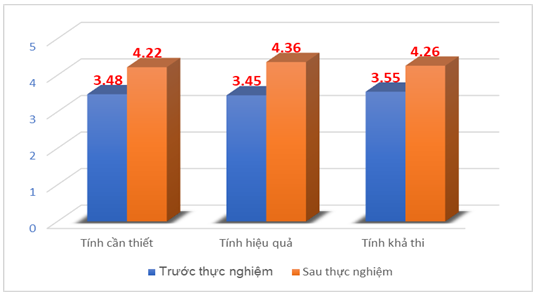 5
4.22
4.36
4.26
4
3.48
3.45
3.55
3
2
1
0
Tính cần thiết
Tính hiệu quả
Tính khả thi
Trước thực nghiệm
Sau thực nghiệm